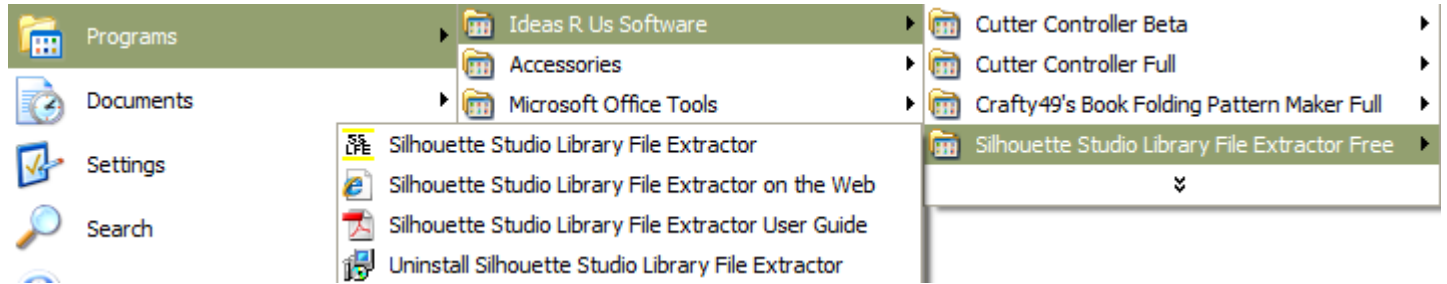 Programs
Documents
Settings
Search
Ideas R Us Software
Accessories
Microsoft Office Tools
Cutter Controller Beta
Cutter Controller Full
Crafty49's Book Folding Pattern Maker Full
Silhouette Studio Library File Extractor Free
Silhouette Studio Library File Extractor
Silhouette Studio Library File Extractor on the Web
Silhouette Studio Library File Extractor User Guide
Uninstall Silhouette Studio Library File Extractor